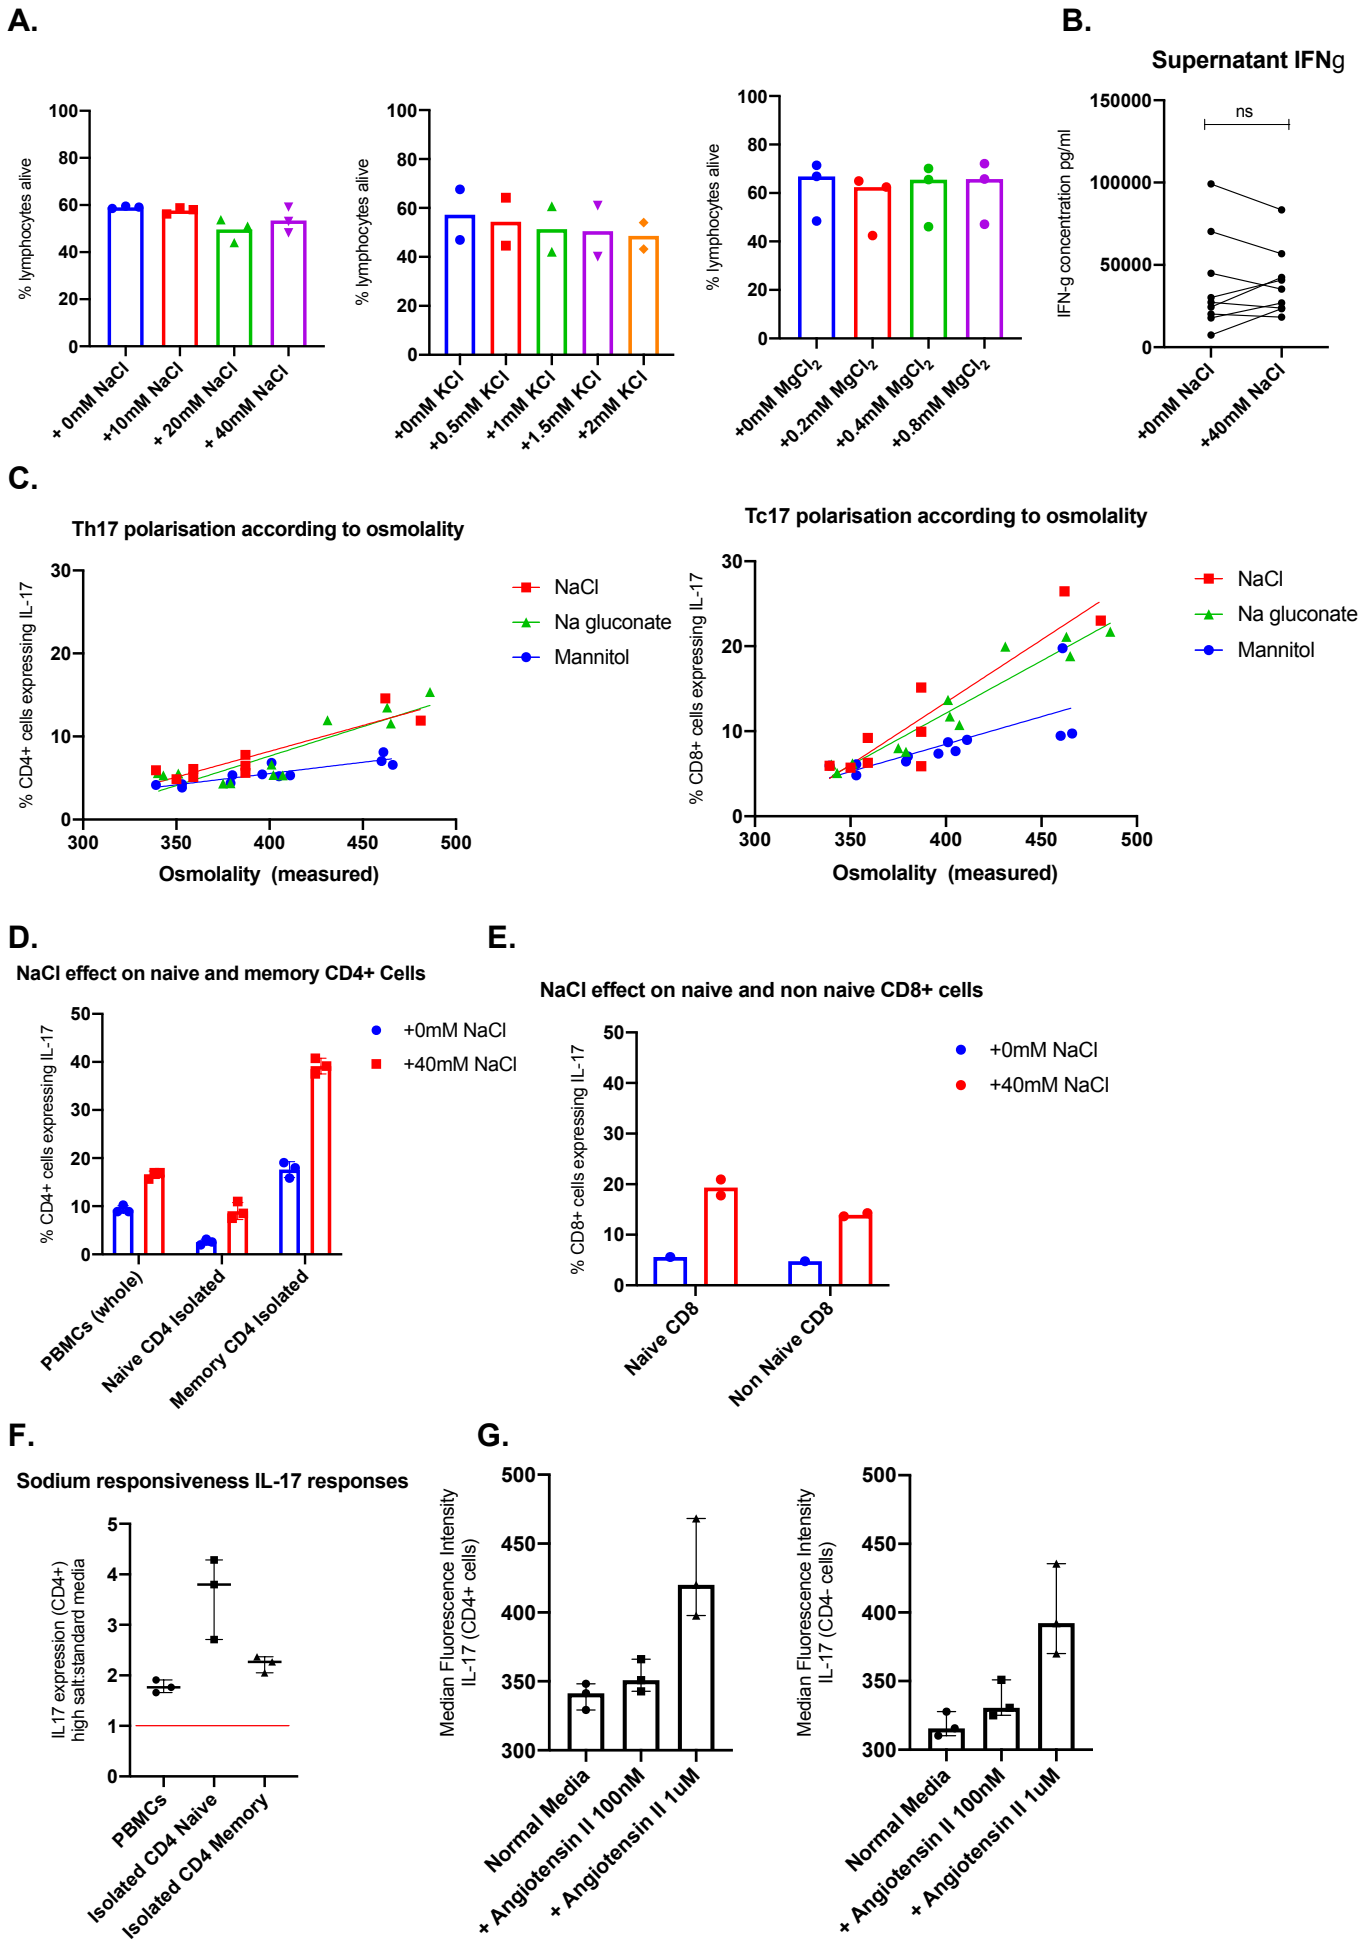 A.
B.
Supernatant IFNg
% lymphocytes alive
100
80
60
40
20
0
+ 0mM NaCl
+10mM NaCl
+ 20mM NaCl
+ 40mM NaCl
% lymphocytes alive
100
80
60
40
20
0
+0mM KCl
+0.5mM KCl
+1mM KCl
+1.5mM KCl
+2mM KCl
% lymphocytes alive
100
80
60
40
20
0
+0mM MgCl2
+0.2mM MgCl2
+0.4mM MgCl2
+0.8mM MgCl2
IFN-g concentration pg/ml
150000
100000
50000
0
ns
+0mM NaCl
+40mM NaCl
C.
Th17 polarisation according to osmolality
% CD4+ cells expressing IL-17
30
20
10
0
300
350
400
450
500
Osmolality (measured)
NaCl
Na gluconate
Mannitol
Tc17 polarisation according to osmolality
% CD8+ cells expressing IL-17
30
20
10
0
300
350
400
450
500
Osmolality (measured)
NaCl
Na gluconate
Mannitol
D.
NaCl effect on naive and memory CD4+ Cells
% CD4+ cells expressing IL-17
50
40
30
20
10
0
PBMCs (whole)
Naive CD4 Isolated
Memory CD4 Isolated
+0mM NaCl
+40mM NaCl
E.
NaCl effect on naive and non naive CD8+ cells
% CD8+ cells expressing IL-17
50
40
30
20
10
0
Naive CD8
Non Naive CD8
+0mM NaCl
+40mM NaCl
F.
Sodium responsiveness IL-17 responses
IL17 expression (CD4+)
high salt:standard media
5
4
3
2
1
0
PBMCs
Isolated CD4 Naive
Isolated CD4 Memory
G.
Median Fluorescence Intensity
IL-17 (CD4+ cells)
500
450
400
350
300
Normal Media
+ Angiotensin II 100nM
+ Angiotensin II 1uM
Median Fluorescence Intensity
IL-17 (CD4- cells)
500
450
400
350
300
Normal Media
+ Angiotensin II 100nM
+ Angiotensin II 1uM